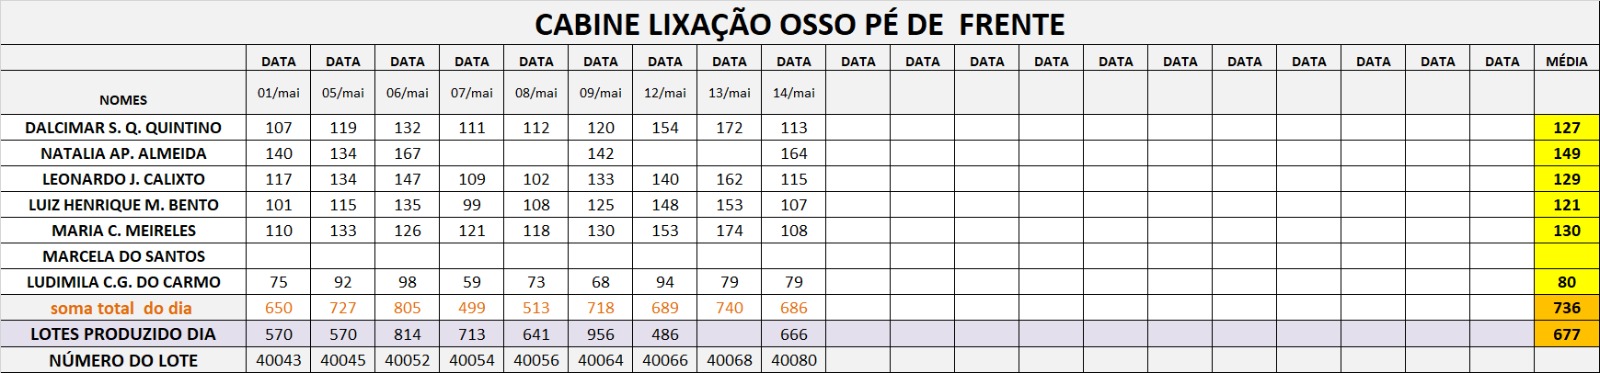 CABINE LIXAÇÃO OSSO PÉ DE FRENTE
DATA DATA DATA DATA DATA DATA DATA DATA DATA DATA DATA DATA DATA DATA DATA DATA DATA DATA DATA DATA MÉDIA
NOMES 01/mai 05/mai 06/mai 07/mai 08/mai 09/mai 12/mai 13/mai 14/mai
DALCIMAR S. Q. QUINTINO 107 119 132 111 112 120 154 172 113 127
NATALIA AP. ALMEIDA 140 134 167 142 164 149
LEONARDO J. CALIXTO 117 134 147 109 102 133 140 162 115 129
LUIZ HENRIQUE M. BENTO 101 115 135 99 108 125 148 153 107 121
MARIA C. MEIRELES 110 133 126 121 118 130 153 174 108 130
MARCELA DO SANTOS
LUDIMILA C.G. DO CARMO 75 92 98 59 73 68 94 79 79 80
soma total do dia 650 727 805 499 513 718 689 740 686 736
LOTES PRODUZIDO DIA 570 570 814 713 641 956 486 666 677
NÚMERO DO LOTE 40043 40045 40052 40054 40056 40064 40066 40068 40080